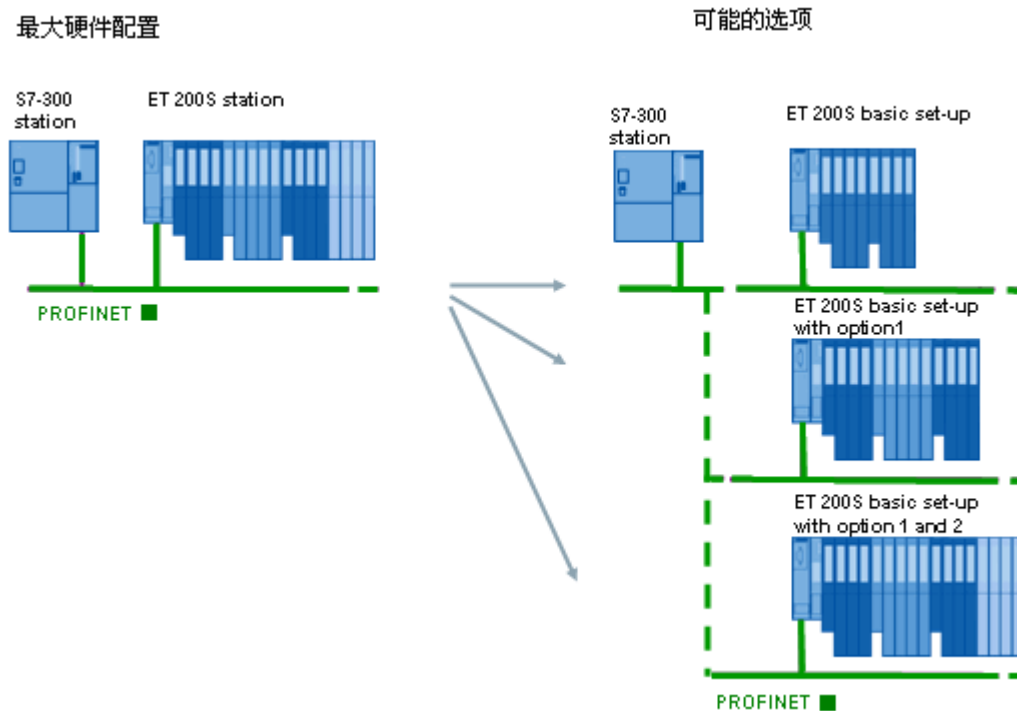 最大硬件配置
可能的选项
S7-300
station
ET 200S station
PROFINET
S7-300
station
ET 200S basic set-up
ET 200S basic set-up
with option1
ET 200S basic set-up
with option 1 and 2
PROFINET